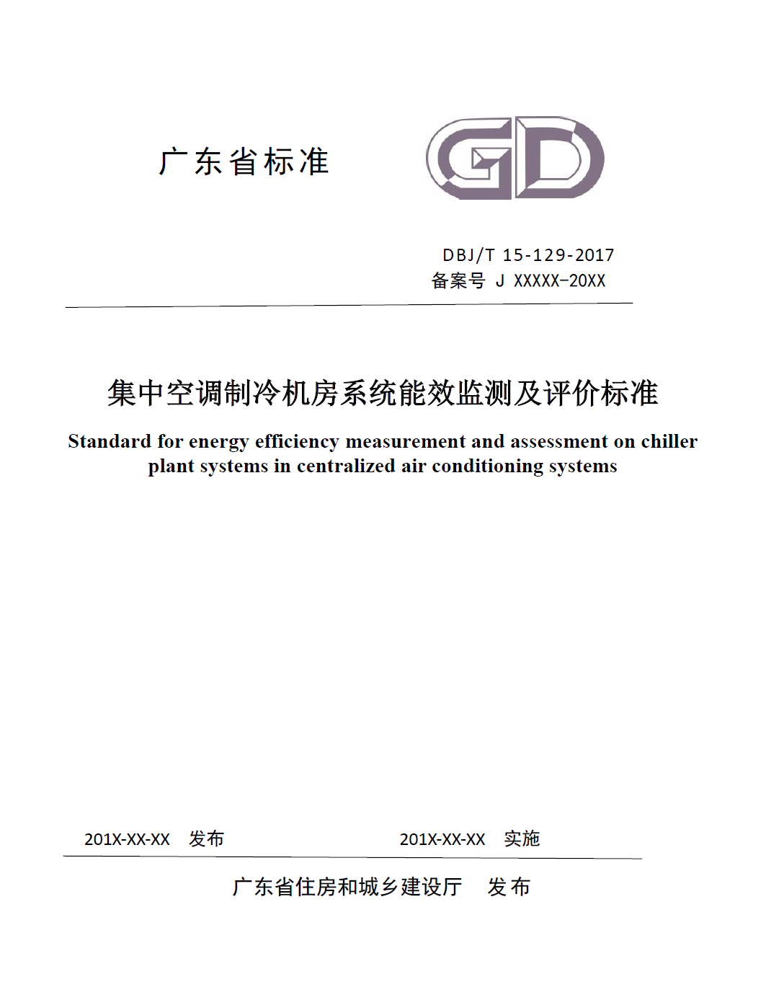 广东省标准
GD
DBJ/T 15-129-2017
备案号 J XXXXX-20XX
集中空调制冷机房系统能效监测及评价标准
Standard for energy efficiency measurement and assessment on chiller
plant systems in centralized air conditioning systems
201X-XX-XX 发布 201X-XX-XX 实施
广东省住房和城乡建设厅 发布